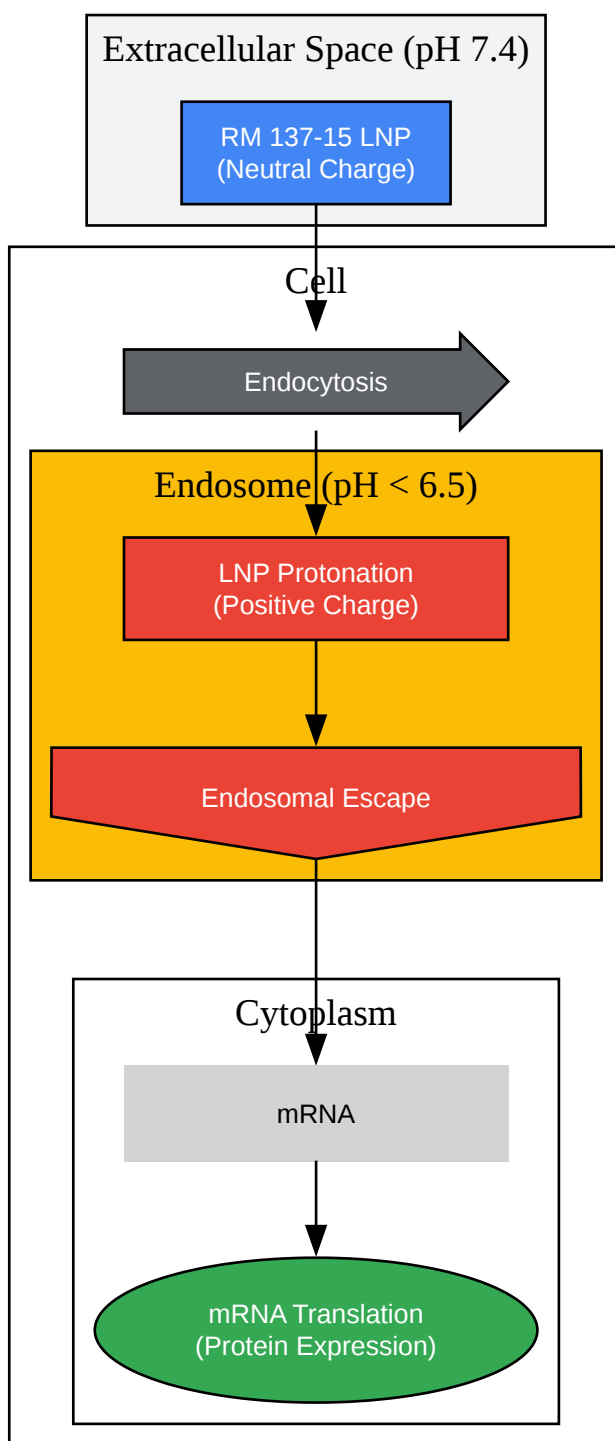 Extracellular Space (pH 7.4)
RM 137-15 LNP
(Neutral Charge)
Cell
Endocytosis
Endosome (pH < 6.5)
LNP Protonation
(Positive Charge)
Endosomal Escape
Cytoplasm
mRNA
mRNA Translation
(Protein Expression)